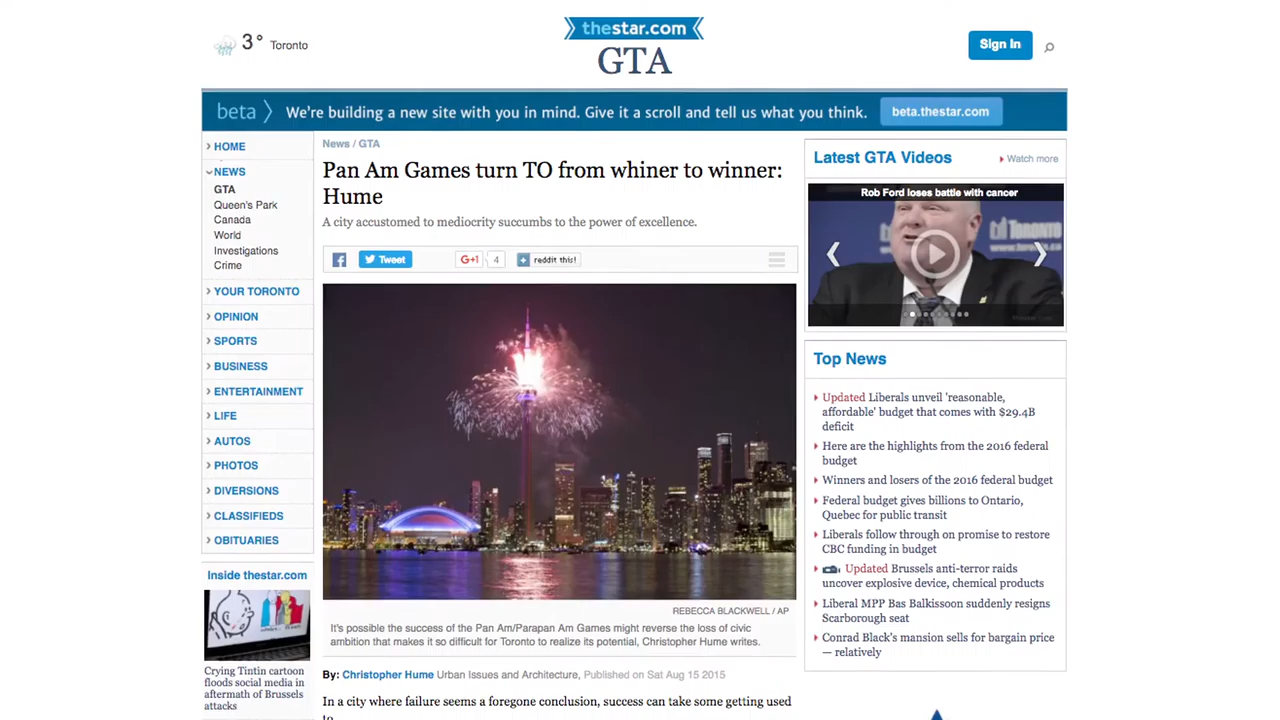 3° Toronto
thestar.com
GTA
Sign In
beta We're building a new site with you in mind. Give it a scroll and tell us what you think. beta.thestar.com
HOME
NEWS
GTA
Queen's Park
Canada
World
Investigations
Crime
YOUR TORONTO
OPINION
SPORTS
BUSINESS
ENTERTAINMENT
LIFE
AUTOS
PHOTOS
DIVERSIONS
CLASSIFIEDS
OBITUARIES
Inside thestar.com
Crying Tintin cartoon
floods social media in
aftermath of Brussels
attacks
News / GTA
Pan Am Games turn TO from whiner to winner:
Hume
A city accustomed to mediocrity succumbs to the power of excellence.
Tweet
G+1 4
reddit this!
REBECCA BLACKWELL / AP
It's possible the success of the Pan Am/Parapan Am Games might reverse the loss of civic
ambition that makes it so difficult for Toronto to realize its potential, Christopher Hume writes.
By: Christopher Hume Urban Issues and Architecture, Published on Sat Aug 15 2015
In a city where failure seems a foregone conclusion, success can take some getting used
to.
Latest GTA Videos
Watch more
Rob Ford loses battle with cancer
TORONTO
thestar
Top News
Updated Liberals unveil 'reasonable,
affordable' budget that comes with $29.4B
deficit
Here are the highlights from the 2016 federal
budget
Winners and losers of the 2016 federal budget
Federal budget gives billions to Ontario,
Quebec for public transit
Liberals follow through on promise to restore
CBC funding in budget
Updated Brussels anti-terror raids
uncover explosive device, chemical products
Liberal MPP Bas Balkissoon suddenly resigns
Scarborough seat
Conrad Black's mansion sells for bargain price
— relatively